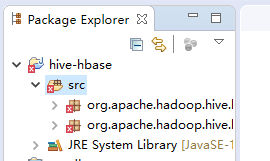 Package Explorer
hive-hbase
src
org.apache.hadoop.hive.l
org.apache.hadoop.hive.l
JRE System Library [JavaSE-1